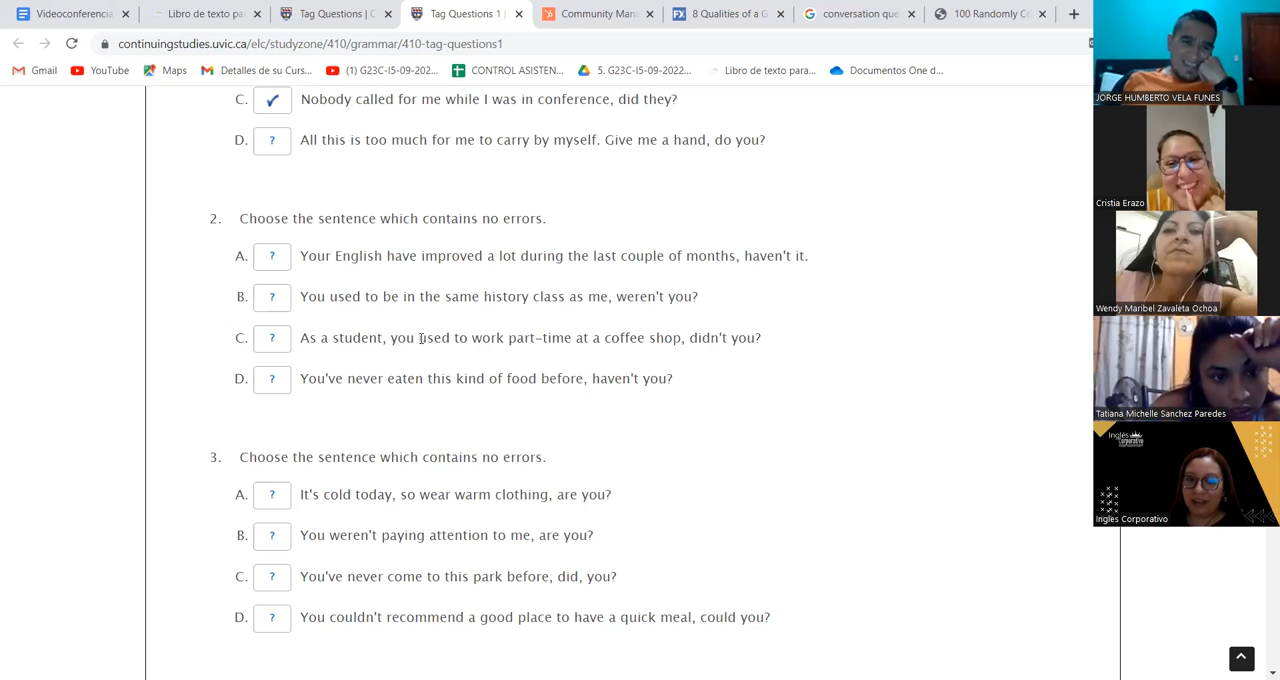 Videoconferencia
Libro de texto pa
Tag Questions | C
Tag Questions 1 |
Community Mana
8 Qualities of a G
conversation que
100 Randomly Co
continuingstudies.uvic.ca/elc/studyzone/410/grammar/410-tag-questions1
Gmail
YouTube
Maps
Detalles de su Curs...
(1) G23C-I5-09-202...
CONTROL ASISTEN...
5. G23C-I5-09-2022...
Libro de texto para...
Documentos One d...
C. Nobody called for me while I was in conference, did they?
D. ? All this is too much for me to carry by myself. Give me a hand, do you?
2. Choose the sentence which contains no errors.
A. ? Your English have improved a lot during the last couple of months, haven't it.
B. ? You used to be in the same history class as me, weren't you?
C. ? As a student, you used to work part-time at a coffee shop, didn't you?
D. ? You've never eaten this kind of food before, haven't you?
3. Choose the sentence which contains no errors.
A. ? It's cold today, so wear warm clothing, are you?
B. ? You weren't paying attention to me, are you?
C. ? You've never come to this park before, did, you?
D. ? You couldn't recommend a good place to have a quick meal, could you?
JORGE HUMBERTO VELA FUNES
Cristia Erazo
Wendy Maribel Zavaleta Ochoa
Tatiana Michelle Sanchez Paredes
Inglés
Corporativo
Ingles Corporativo